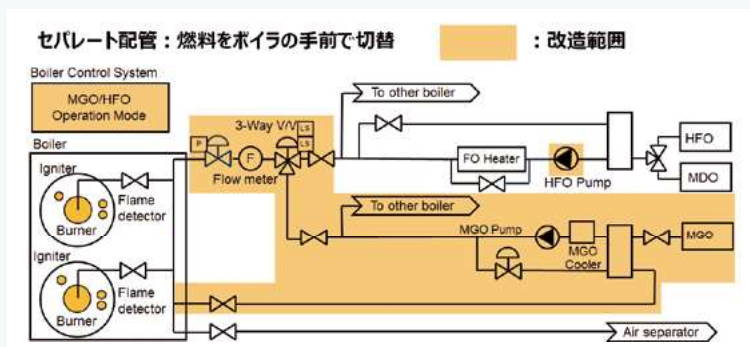 セパレート配管：燃料をボイラの手前で切替
：改造範囲
Boiler Control System
MGO/HFO
Operation Mode
Boiler
Igniter
Flame
detector
Burner
Igniter
Flame
detector
Burner
3-Way V/V
LS
LS
P
F
Flow meter
To other boiler
FO Heater
HFO Pump
HFO
MDO
To other boiler
MGO Pump
MGO
Cooler
MGO
Air separator